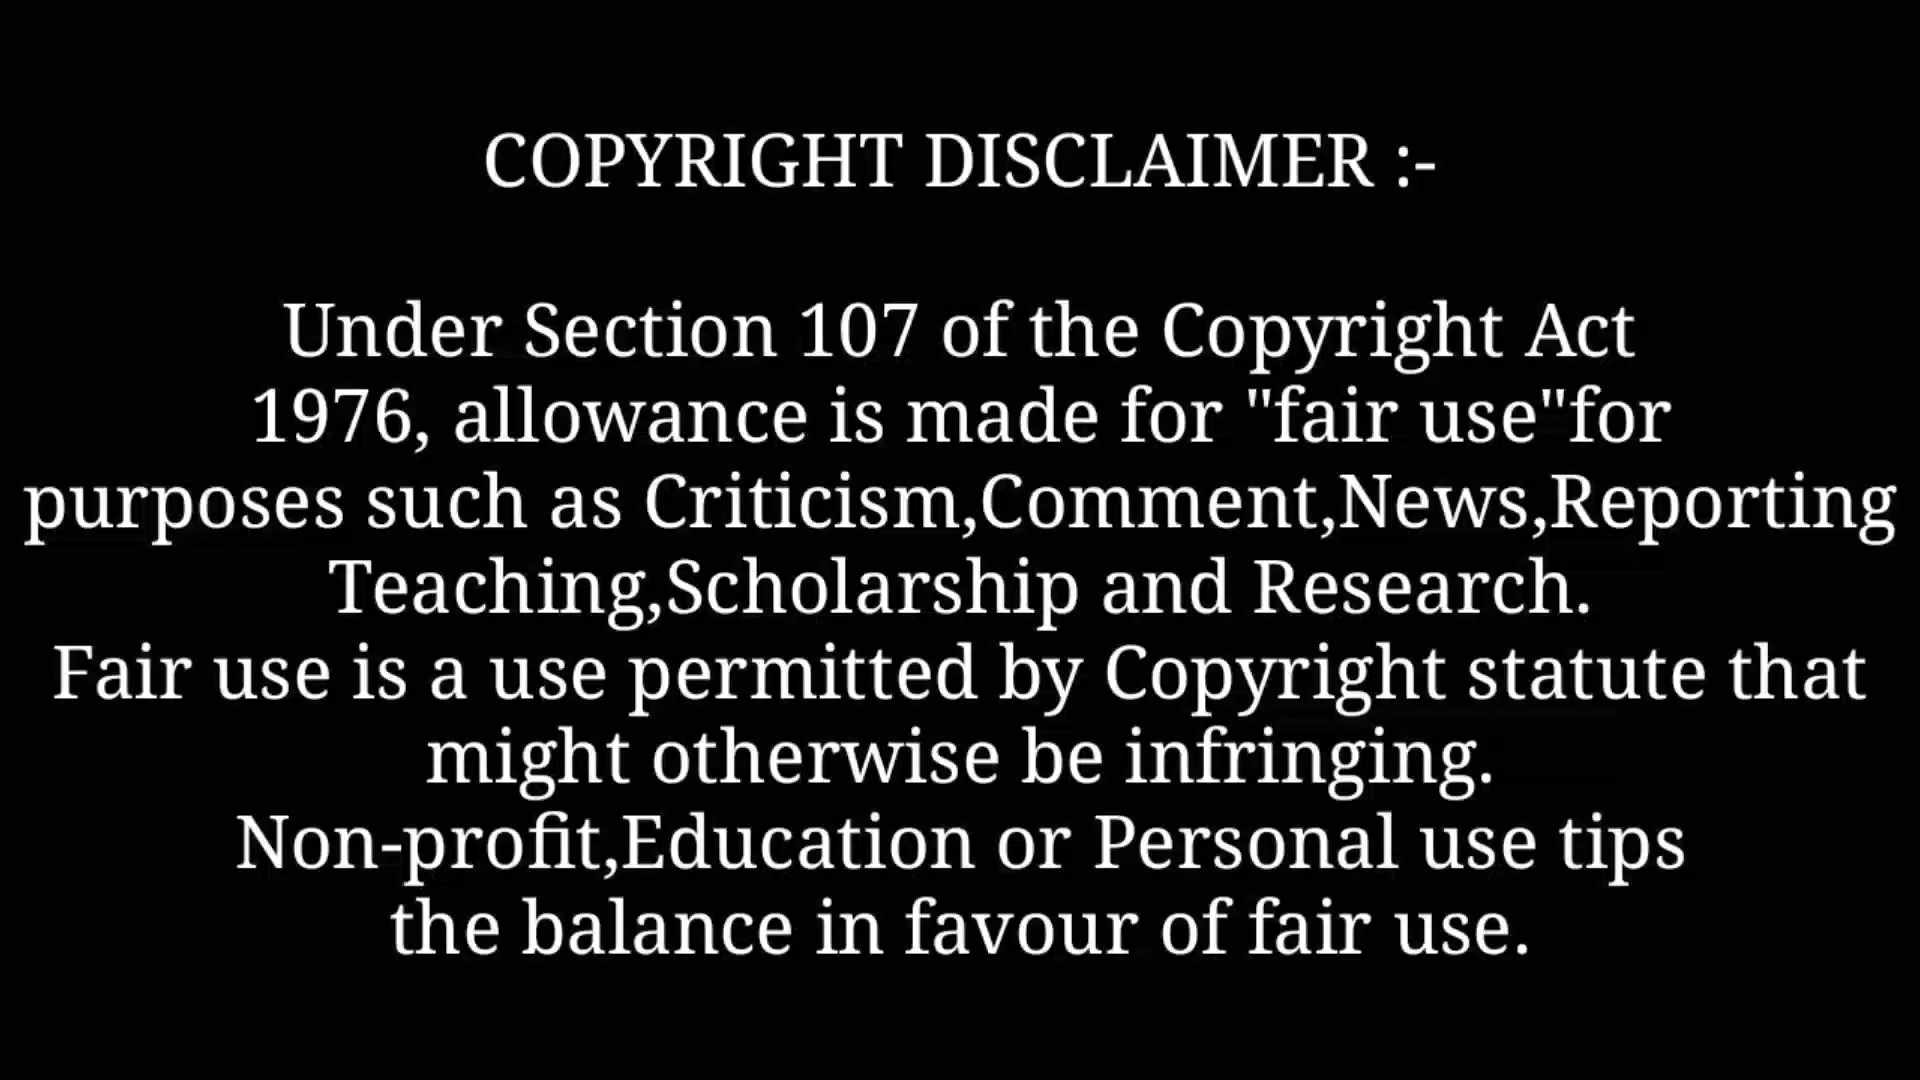 COPYRIGHT DISCLAIMER :-
Under Section 107 of the Copyright Act
1976, allowance is made for "fair use"for
purposes such as Criticism,Comment,News,Reporting
Teaching,Scholarship and Research.
Fair use is a use permitted by Copyright statute that
might otherwise be infringing.
Non-profit,Education or Personal use tips
the balance in favour of fair use.